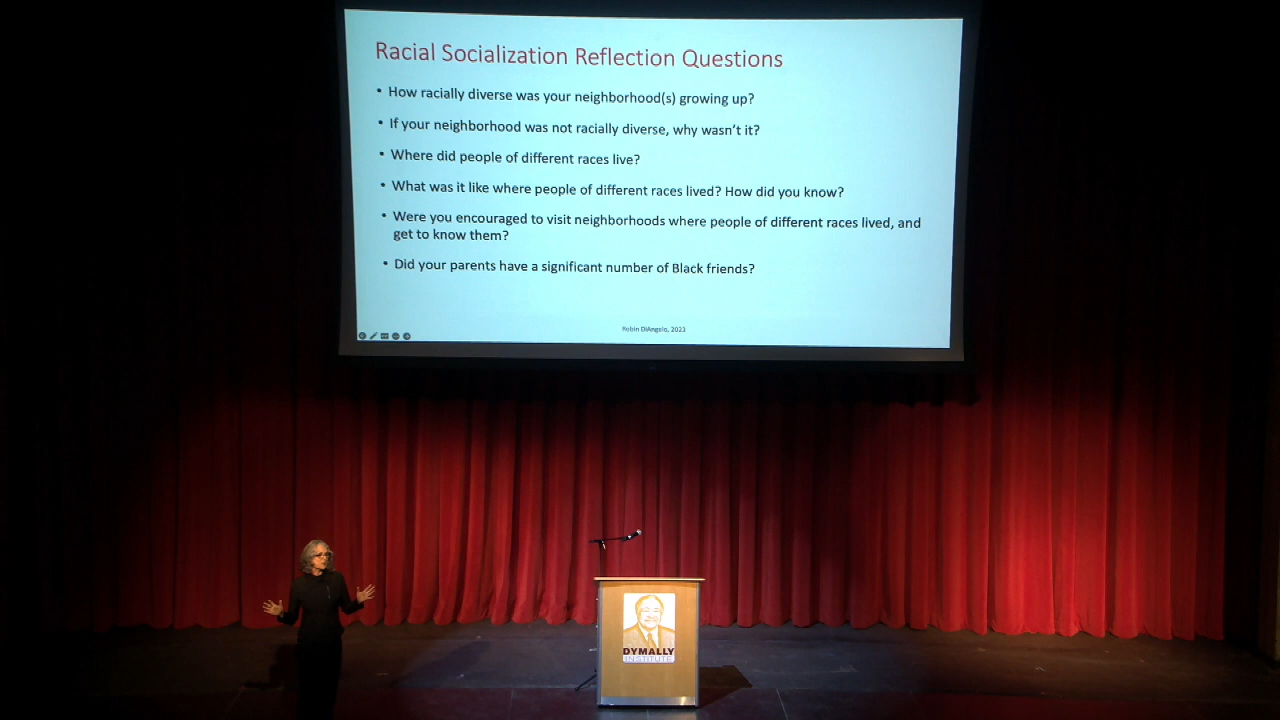 Racial Socialization Reflection Questions
• How racially diverse was your neighborhood(s) growing up?
• If your neighborhood was not racially diverse, why wasn't it?
• Where did people of different races live?
• What was it like where people of different races lived? How did you know?
• Were you encouraged to visit neighborhoods where people of different races lived, and
get to know them?
• Did your parents have a significant number of Black friends?
Robin DiAngelo, 2023
DYMALLY
INSTITUTE